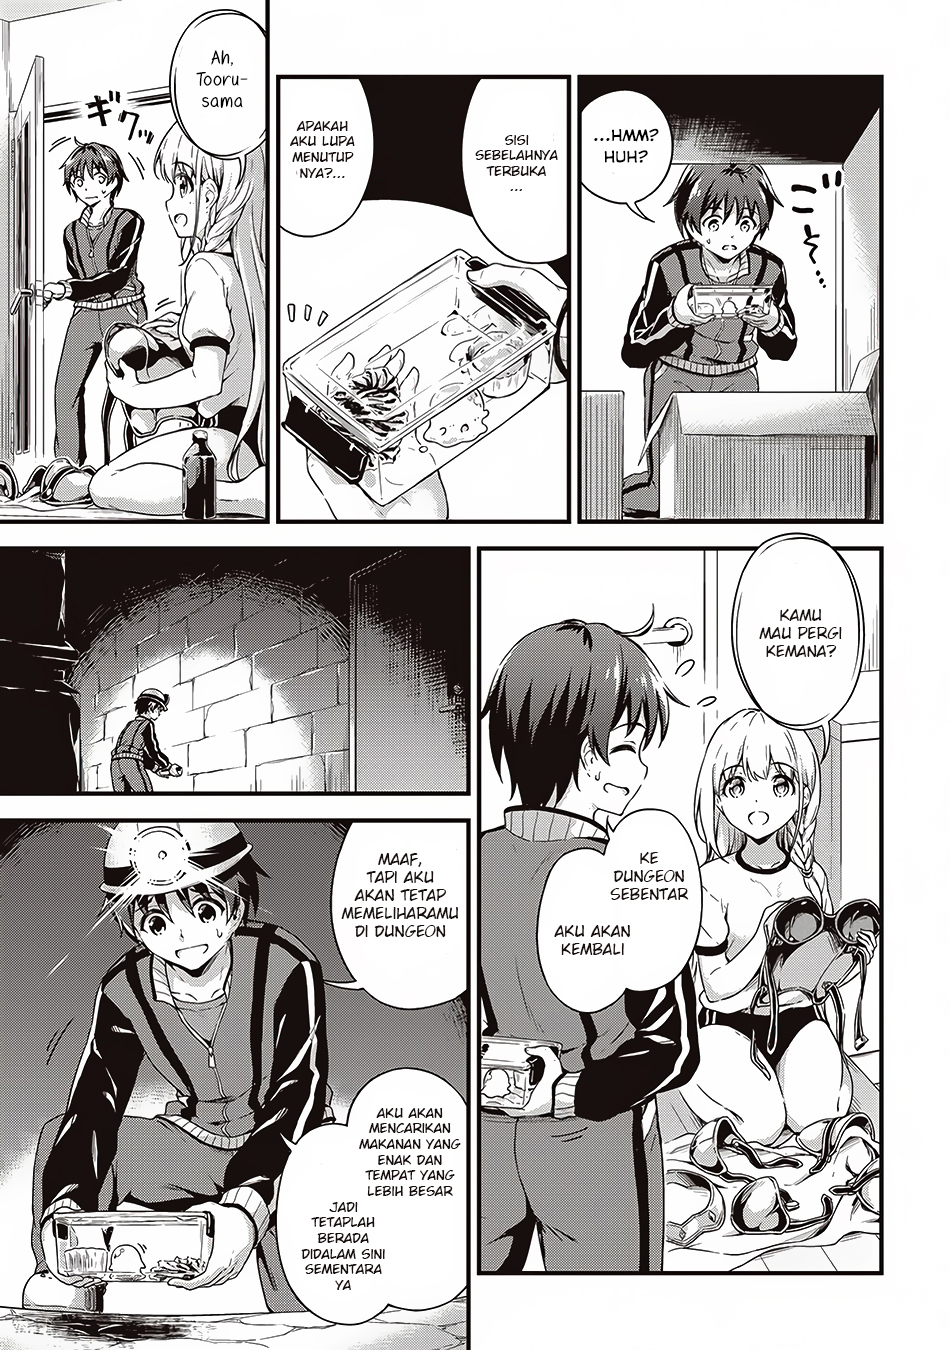 ...HMM?
HUH?
ごと...
SISI
SEBELAHNYA
TERBUKA
...
APAKAH
AKU LUPA
MENUTUP
NYA?...
Ah,
Tooru-
sama
ギクッ
KAMU
MAU PERGI
KEMANA?
KE
DUNGEON
SEBENTAR
AKU AKAN
KEMBALI
MAAF,
TAPI AKU
AKAN TETAP
MEMELIHARAMU
DI DUNGEON
AKU AKAN
MENCARIKAN
MAKANAN YANG
ENAK DAN
TEMPAT YANG
LEBIH BESAR
JADI
TETAPLAH
BERADA
DIDALAM SINI
SEMENTARA
YA